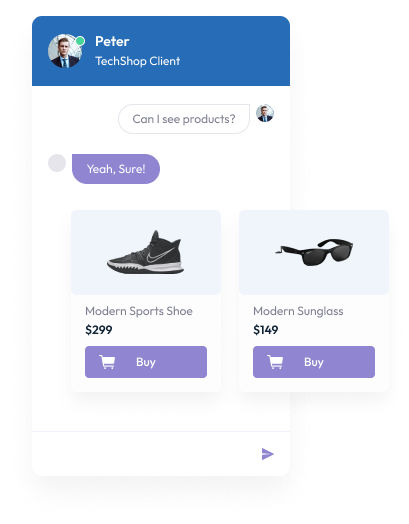 Peter
TechShop Client
Can I see products?
Yeah, Sure!
Modern Sports Shoe
$299
Buy
Modern Sunglass
$149
Buy